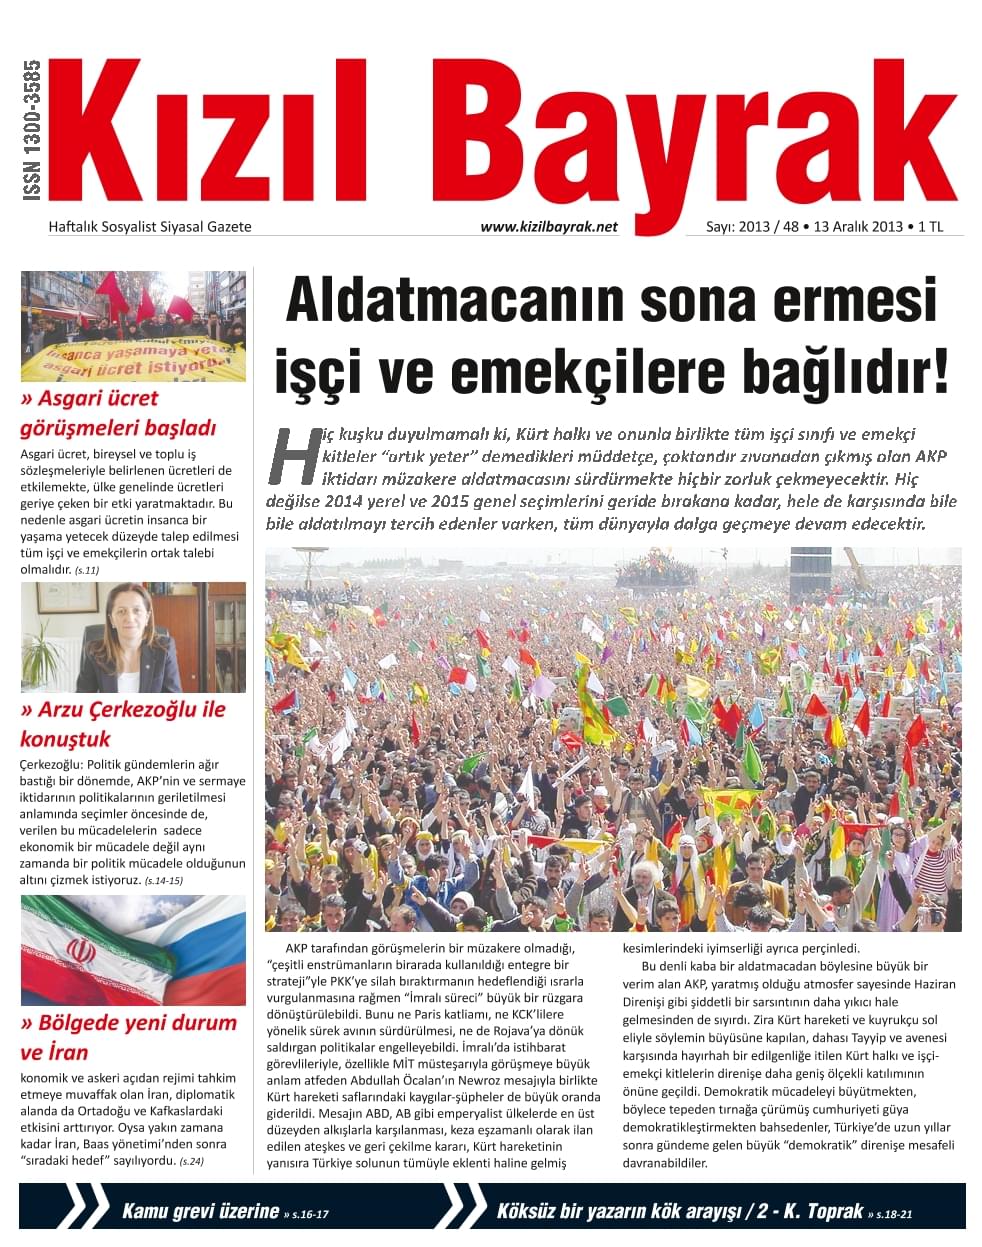 ISSN 1300-3585
Kızıl Bayrak
Haftalık Sosyalist Siyasal Gazete
www.kizilbayrak.net
Sayı: 2013 / 48 • 13 Aralık 2013 • 1 TL
insanca yaşamaya yeten
asgari ücret istiyoruz!
» Asgari ücret
görüşmeleri başladı
Asgari ücret, bireysel ve toplu iş
sözleşmeleriyle belirlenen ücretleri de
etkilemekte, ülke genelinde ücretleri
geriye çeken bir etki yaratmaktadır. Bu
nedenle asgari ücretin insanca bir
yaşama yetecek düzeyde talep edilmesi
tüm işçi ve emekçilerin ortak talebi
olmalıdır. (s.11)
» Arzu Çerkezoğlu ile
konuştuk
Çerkezoğlu: Politik gündemlerin ağır
bastığı bir dönemde, AKP'nin ve sermaye
iktidarının politikalarının geriletilmesi
anlamında seçimler öncesinde de,
verilen bu mücadelelerin sadece
ekonomik bir mücadele değil aynı
zamanda bir politik mücadele olduğunun
altını çizmek istiyoruz. (s.14-15)
» Bölgede yeni durum
ve İran
konomik ve askeri açıdan rejimi tahkim
etmeye muvaffak olan İran, diplomatik
alanda da Ortadoğu ve Kafkaslardaki
etkisini arttırıyor. Oysa yakın zamana
kadar İran, Baas yönetimi'nden sonra
“sıradaki hedef” sayılıyordu. (s.24)
Aldatmacanın sona ermesi
işçi ve emekçilere bağlıdır!
Hiç kuşku duyulmamalı ki, Kürt halkı ve onunla birlikte tüm işçi sınıfı ve emekçi
kitleler “artık yeter” demedikleri müddetçe, çoktandır zıvanadan çıkmış olan AKP
iktidarı müzakere aldatmacasını sürdürmekte hiçbir zorluk çekmeyecektir. Hiç
değilse 2014 yerel ve 2015 genel seçimlerini geride bırakana kadar, hele de karşısında bile
bile aldatılmayı tercih edenler varken, tüm dünyayla dalga geçmeye devam edecektir.
AKP tarafından görüşmelerin bir müzakere olmadığı,
“çeşitli enstrümanların birarada kullanıldığı entegre bir
strateji”yle PKK'ye silah bıraktırmanın hedeflendiği ısrarla
vurgulanmasına rağmen “İmralı süreci” büyük bir rüzgara
dönüştürülebildi. Bunu ne Paris katliamı, ne KCK'lilere
yönelik sürek avının sürdürülmesi, ne de Rojava'ya dönük
saldırgan politikalar engelleyebildi. İmralı'da istihbarat
görevlileriyle, özellikle MİT müsteşarıyla görüşmeye büyük
anlam atfeden Abdullah Öcalan'ın Newroz mesajıyla birlikte
Kürt hareketi saflarındaki kaygılar-şüpheler de büyük oranda
giderildi. Mesajın ABD, AB gibi emperyalist ülkelerde en üst
düzeyden alkışlarla karşılanması, keza eşzamanlı olarak ilan
edilen ateşkes ve geri çekilme kararı, Kürt hareketinin
yanısıra Türkiye solunun tümüyle eklenti haline gelmiş
kesimlerindeki iyimserliği ayrıca perçinledi.
Bu denli kaba bir aldatmacadan böylesine büyük bir
verim alan AKP, yaratmış olduğu atmosfer sayesinde Haziran
Direnişi gibi şiddetli bir sarsıntının daha yıkıcı hale
gelmesinden de sıyırdı. Zira Kürt hareketi ve kuyrukçu sol
eliyle söylemin büyüsüne kapılan, dahası Tayyip ve avenesi
karşısında hayırhah bir edilgenliğe itilen Kürt halkı ve işçi-
emekçi kitlelerin direnişe daha geniş ölçekli katılımının
önüne geçildi. Demokratik mücadeleyi büyütmekten,
böylece tepeden tırnağa çürümüş cumhuriyeti güya
demokratikleştirmekten bahsedenler, Türkiye'de uzun yıllar
sonra gündeme gelen büyük “demokratik” direnişe mesafeli
davranabildiler.
Kamu grevi üzerine » s.16-17
Köksüz bir yazarın kök arayışı / 2 - K. Toprak » s.18-21